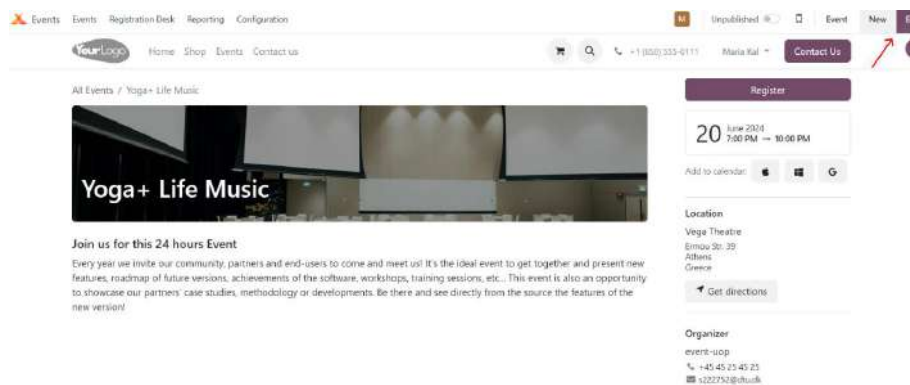 Events Events Registration Desk Reporting Configuration M Unpublished Event New
YourLogo Home Shop Events Contact us +1 (650) 555-0111 Maria Kal Contact Us
All Events / Yoga+ Life Music
Register
20 June 2024
7:00 PM → 10:00 PM
Add to calendar: G
Yoga+ Life Music
Location
Vega Theatre
Ermou Str. 39
Athens
Greece
Get directions
Join us for this 24 hours Event
Every year we invite our community, partners and end-users to come and meet us! It's the ideal event to get together and present new
features, roadmap of future versions, achievements of the software, workshops, training sessions, etc... This event is also an opportunity
to showcase our partners' case studies, methodology or developments. Be there and see directly from the source the features of the
new version!
Organizer
event-uop
+45 45 25 45 25
s222752@dtu.dk